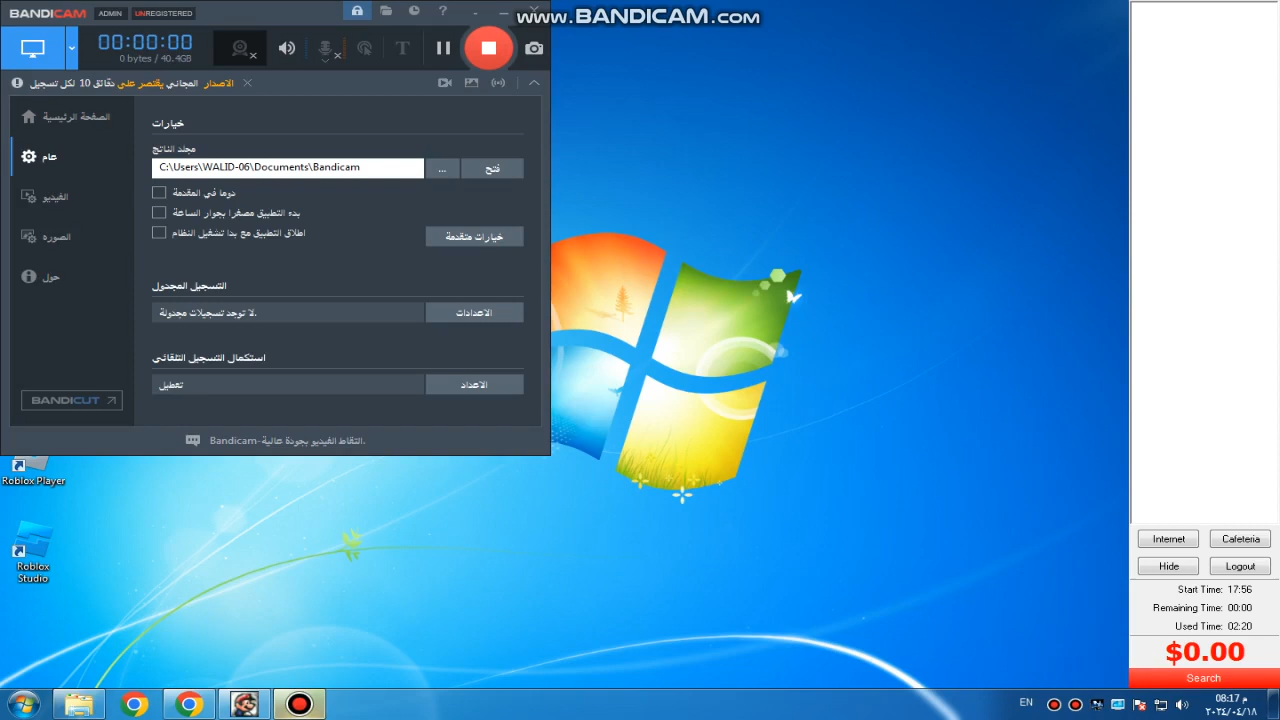 BANDICAM ADMIN UNREGISTERED
www.BANDICAM.com
00:00:00
0 bytes / 40.4GB
T
الاصدار المجاني يقتصر على 10 دقائق لكل تسجيل
الصفحة الرئيسية
عام
الفيديو
الصوره
حول
BANDICUT
خيارات
مجلد الناتج
C:\Users\WALID-06\Documents\Bandicam
...
فتح
دوما في المقدمة
بدء التطبيق مصغرا بجوار الساعة
اطلاق التطبيق مع بدا تشغيل النظام
خيارات متقدمة
التسجيل المجدول
لا توجد تسجيلات مجدولة.
الاعدادات
استكمال التسجيل التلقائى
تعطيل
الاعداد
Bandicam-التقاط الفيديو بجودة عالية.
Roblox Player
Roblox
Studio
Internet
Cafeteria
Hide
Logout
Start Time: 17:56
Remaining Time: 00:00
Used Time: 02:20
$0.00
Search
EN
08:17 م
٢٠٢٤/٠٤/١٨